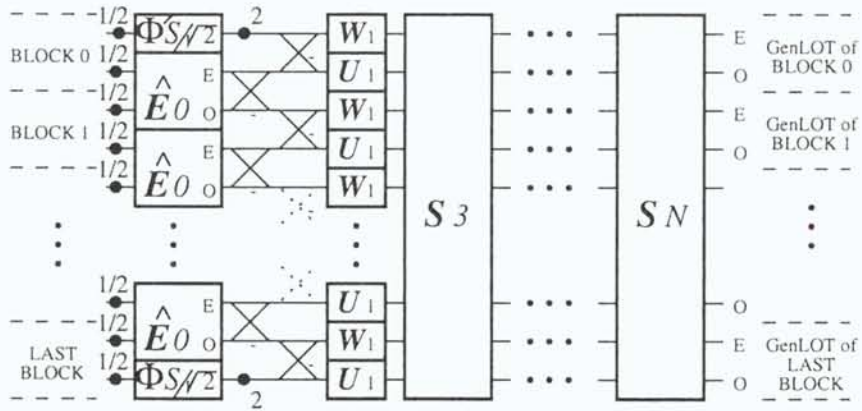 1/2 Φ'S/√2 2 W1 E GenLOT of
BLOCK 0 BLOCK 0
1/2 E U1 O
Ê0
1/2 O W1 E GenLOT of
BLOCK 1 BLOCK 1
1/2 E U1 O
Ê0
1/2 O W1
S3 SN
1/2 E U1 O
Ê0
1/2 O W1 E GenLOT of
LAST LAST
BLOCK 1/2 ΦS/√2 2 U1 O BLOCK